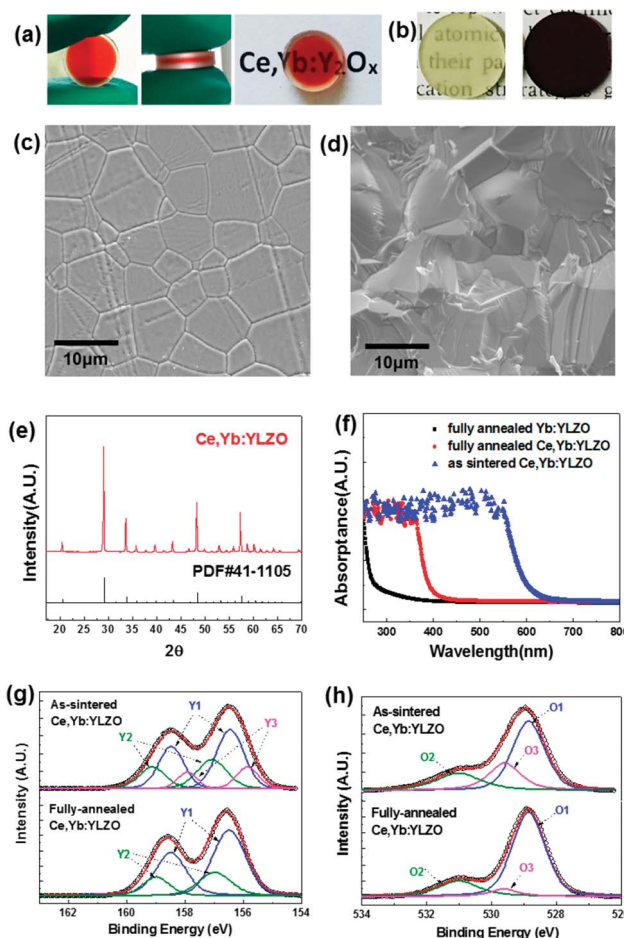 (a)
Ce,Yb:Y₂Oₓ
(b)
atomic
their pa
cation st
(c)
10μm
(d)
10μm
(e)
Ce,Yb:YLZO
PDF#41-1105
Intensity(A.U.)
20 25 30 35 40 45 50 55 60 65 70
2θ
(f)
fully annealed Yb:YLZO
fully annealed Ce,Yb:YLZO
as sintered Ce,Yb:YLZO
Absorptance(A.U.)
300 400 500 600 700 800
Wavelength(nm)
(g)
As-sintered
Ce,Yb:YLZO
Y1
Y2
Y3
Fully-annealed
Ce,Yb:YLZO
Y1
Y2
Intensity (A.U.)
162 160 158 156 154
Binding Energy (eV)
(h)
As-sintered
Ce,Yb:YLZO
O1
O3
O2
Fully-annealed
Ce,Yb:YLZO
O1
O2
O3
Intensity (A.U.)
534 532 530 528 526
Binding Energy (eV)